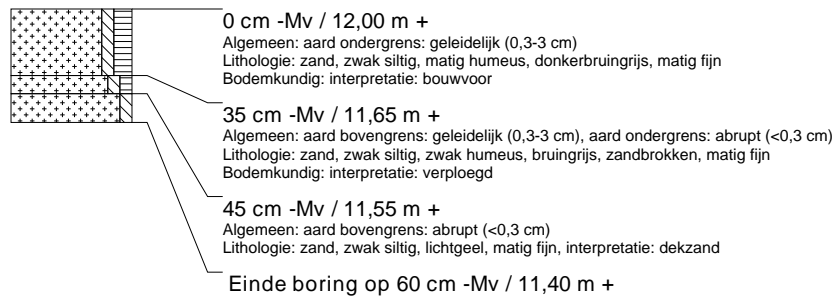 0 cm -Mv / 12,00 m +
Algemeen: aard ondergrens: geleidelijk (0,3-3 cm)
Lithologie: zand, zwak siltig, matig humeus, donkerbruingrijs, matig fijn
Bodemkundig: interpretatie: bouwvoor
35 cm -Mv / 11,65 m +
Algemeen: aard bovengrens: geleidelijk (0,3-3 cm), aard ondergrens: abrupt (<0,3 cm)
Lithologie: zand, zwak siltig, zwak humeus, bruingrijs, zandbrokken, matig fijn
Bodemkundig: interpretatie: verploegd
45 cm -Mv / 11,55 m +
Algemeen: aard bovengrens: abrupt (<0,3 cm)
Lithologie: zand, zwak siltig, lichtgeel, matig fijn, interpretatie: dekzand
Einde boring op 60 cm -Mv / 11,40 m +